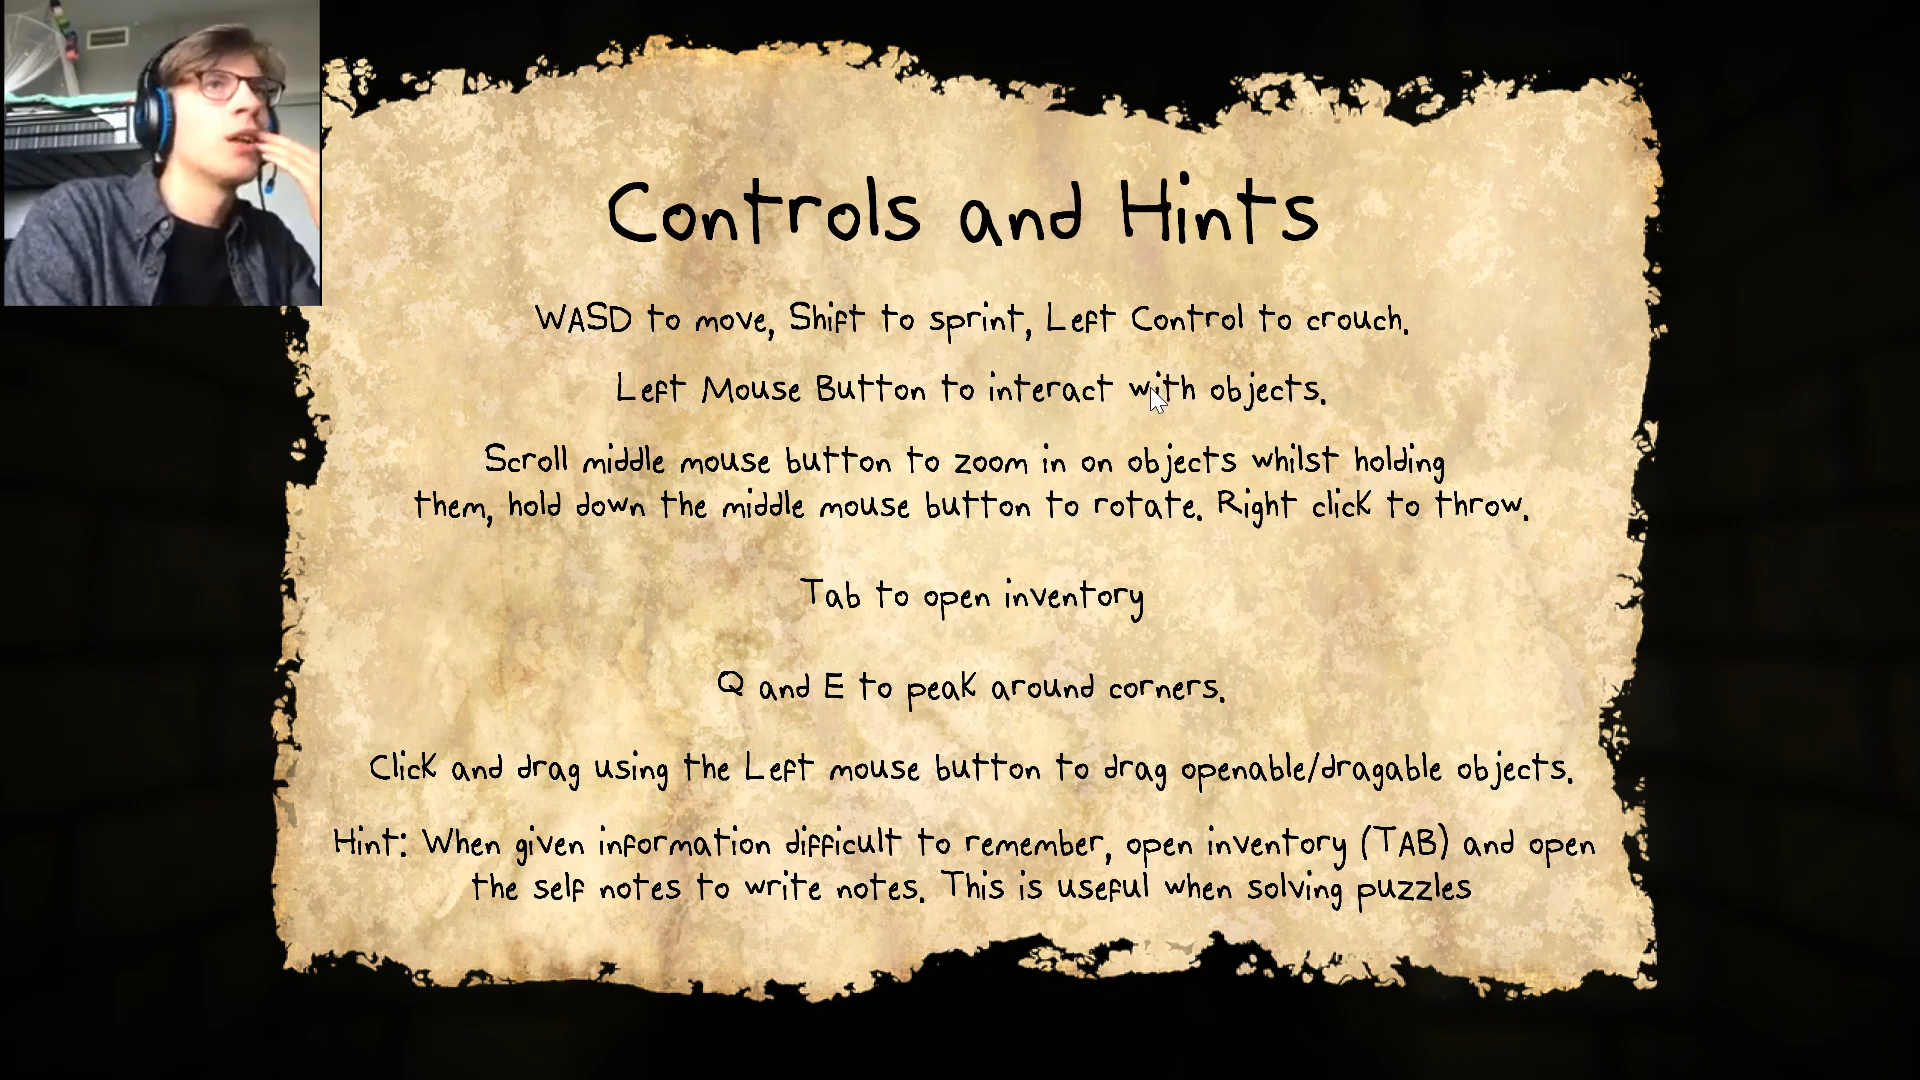 Controls and Hints
WASD to move, Shift to sprint, Left Control to crouch.
Left Mouse Button to interact with objects.
Scroll middle mouse button to zoom in on objects whilst holding
them, hold down the middle mouse button to rotate. Right click to throw.
Tab to open inventory
Q and E to peak around corners.
Click and drag using the Left mouse button to drag openable/dragable objects.
Hint: When given information difficult to remember, open inventory (TAB) and open
the self notes to write notes. This is useful when solving puzzles